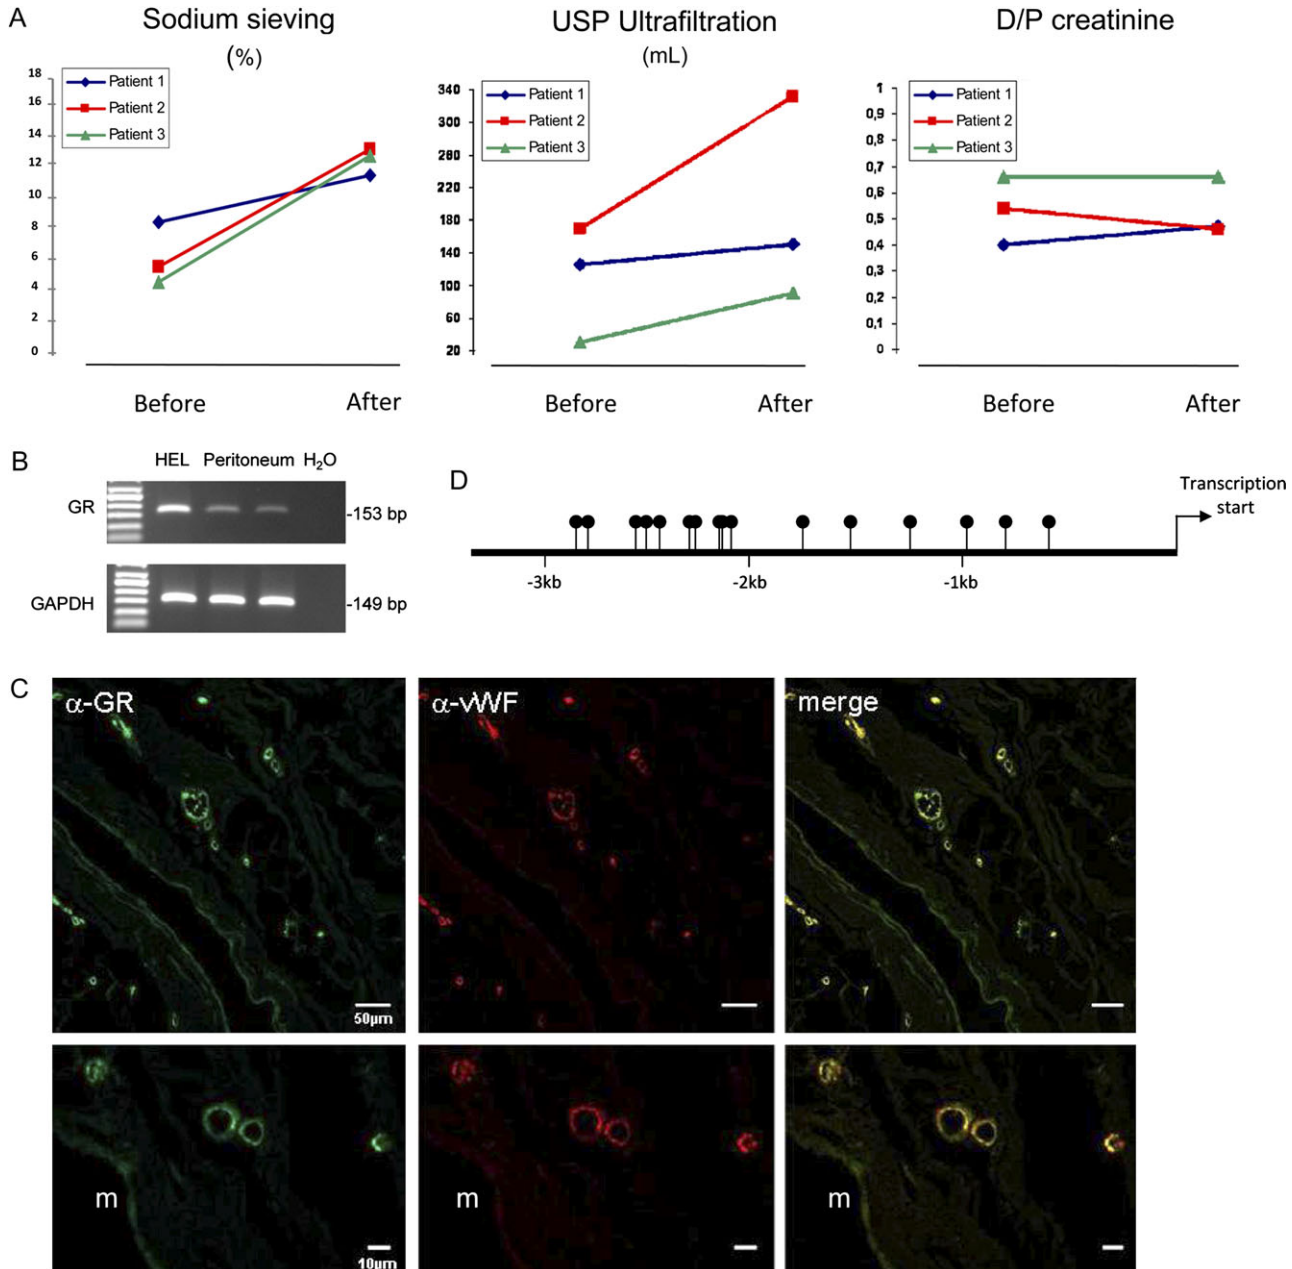 A
Sodium sieving
(%)
18
16
14
12
10
8
6
4
2
0
Patient 1
Patient 2
Patient 3
Before
After
USP Ultrafiltration
(mL)
340
300
260
220
180
140
100
60
20
Patient 1
Patient 2
Patient 3
Before
After
D/P creatinine
1
0,9
0,8
0,7
0,6
0,5
0,4
0,3
0,2
0,1
0
Patient 1
Patient 2
Patient 3
Before
After
B
HEL Peritoneum H₂O
GR
-153 bp
GAPDH
-149 bp
D
Transcription
start
-3kb
-2kb
-1kb
C
α-GR
50µm
α-vWF
merge
m
10µm
m
m